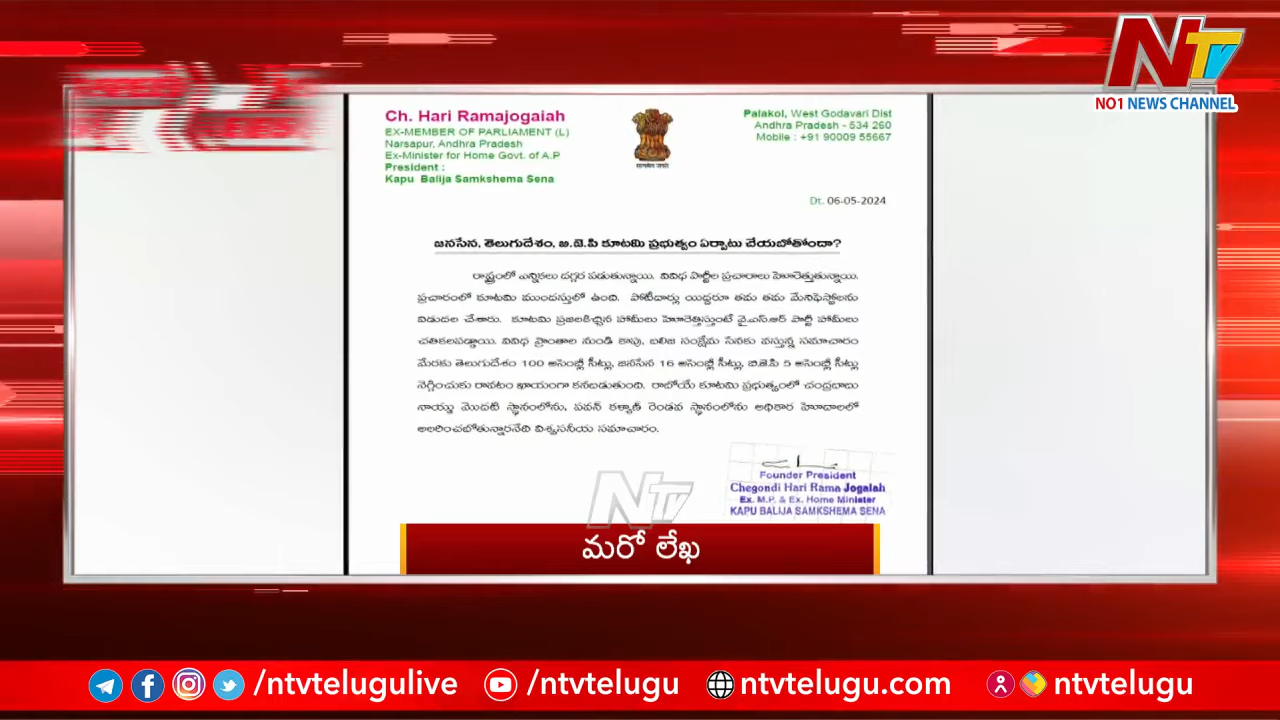 NTV
NO1 NEWS CHANNEL
Ch. Hari Ramajogaiah
EX-MEMBER OF PARLIAMENT (L)
Narsapur, Andhra Pradesh
Ex-Minister for Home Govt. of A.P
President :
Kapu Balija Samkshema Sena
Palakol, West Godavari Dist
Andhra Pradesh - 534 260
Mobile : +91 90009 55667
Dt. 06-05-2024
జనసేన, తెలుగుదేశం, బి.జె.పి కూటమి ప్రభుత్వం ఏర్పాటు చేయబోతోందా?
రాష్ట్రంలో ఎన్నికలు దగ్గర పడుతున్నాయి. వివిధ పార్టీల ప్రచారాలు హెూరెత్తుతున్నాయి.
ప్రచారంలో కూటమి ముందస్తులో ఉంది. పోటీదార్లు యిద్దరూ తమ తమ మేనిఫెస్టోలను
విడుదల చేశారు. కూటమి ప్రజలకిచ్చిన హామీలు హెూరెత్తిస్తుంటే వై.ఎస్.ఆర్ పార్టీ హామీలు
చతికలపడ్డాయి. వివిధ ప్రాంతాల నుండి కాపు, బలిజ సంక్షేమ సేనకు వస్తున్న సమాచారం
మేరకు తెలుగుదేశం 100 అసెంబ్లీ సీట్లు, జనసేన 16 అసెంబ్లీ సీట్లు, బి.జె.పి 5 అసెంబ్లీ సీట్లు
నెగ్గించుకు రావటం ఖాయంగా కనబడుతుంది. రాబోయే కూటమి ప్రభుత్వంలో చంద్రబాబు
నాయ్డు మొదటి స్థానంలోను, పవన్ కళ్యాణ్ రెండవ స్థానంలోను అధికార హెూదాలలో
అలరించబోతున్నారనేది విశ్వసనీయ సమాచారం.
Founder President
Chegondi Hari Rama Jogaiah
Ex. M.P. & Ex. Home Minister
KAPU BALIJA SAMKSHEMA SENA
NTV
మరో లేఖ
/ntvtelugulive
/ntvtelugu
ntvtelugu.com
ntvtelugu